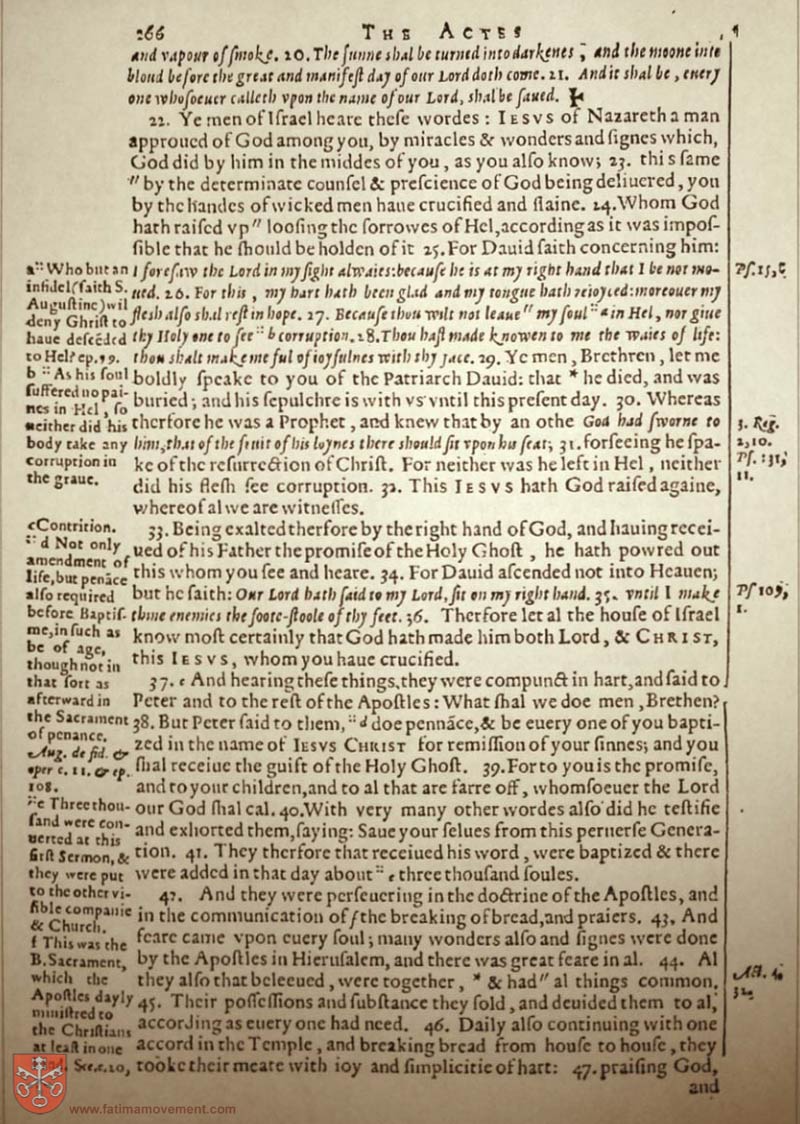 266 THE ACTES
and vapour of ſmoke. 20. The ſunne shal be turned into darkenes, and the moone into
bloud before the great and manifeſt day of our Lord doth come. 21. And it shal be, euery
one whoſoeuer calleth vpon the name of our Lord, shal be ſaued.
22. Ye men of Iſrael heare theſe wordes: IESVS of Nazareth a man
approued of God among you, by miracles & wonders and ſignes which,
God did by him in the middes of you, as you alſo know; 23. this ſame
" by the determinate counſel & preſcience of God being deliuered, you
by the handes of wicked men haue crucified and ſlaine. 24. Whom God
hath raiſed vp " looſing the ſorrowes of Hel, according as it was impoſ-
ſible that he ſhould be holden of it 25. For Dauid ſaith concerning him:
I foreſaw the Lord in my ſight alwaies: becauſe he is at my right hand that I be not mo-
ued. 26. For this, my hart hath been glad and my tongue hath reioyced: moreouer my
flesh alſo shal reſt in hope. 27. Becauſe thou wilt not leaue " my ſoul " a in Hel, nor giue
thy Holy one to ſee " b corruption. 28. Thou haſt made knowen to me the waies of life:
thou shalt make me ful of ioyfulnes with thy face. 29. Ye men, Brethren, let me
boldly ſpeake to you of the Patriarch Dauid: that * he died, and was
buried; and his ſepulchre is with vs vntil this preſent day. 30. Whereas
therfore he was a Prophet, and knew that by an othe God had ſworne to
him, that of the fruit of his loynes there should ſit vpon his ſeat; 31. forſeeing he ſpa-
ke of the reſurrection of Chriſt. For neither was he left in Hel, neither
did his fleſh ſee corruption. 32. This IESVS hath God raiſed againe,
whereof al we are witneſſes.
33. Being exalted therfore by the right hand of God, and hauing recei-
ued of his Father the promiſe of the Holy Ghoſt, he hath powred out
this whom you ſee and heare. 34. For Dauid aſcended not into Heauen;
but he ſaith: Our Lord hath ſaid to my Lord, ſit on my right hand. 35. vntil I make
thine enemies the foote-ſtoole of thy feet. 36. Therfore let al the houſe of Iſrael
know moſt certainly that God hath made him both Lord, & CHRIST,
this IESVS, whom you haue crucified.
37. c And hearing theſe things, they were compunct in hart, and ſaid to
Peter and to the reſt of the Apoſtles: What ſhal we doe men, Brethen?
38. But Peter ſaid to them, " d doe pennāce, & be euery one of you bapti-
zed in the name of IESVS CHRIST for remiſſion of your ſinnes; and you
ſhal receiue the guift of the Holy Ghoſt. 39. For to you is the promiſe,
and to your children, and to al that are farre off, whomſoeuer the Lord
our God ſhal cal. 40. With very many other wordes alſo did he teſtifie
and exhorted them, ſaying: Saue your ſelues from this peruerſe Genera-
tion. 41. They therfore that receiued his word, were baptized & there
were added in that day about " e three thouſand ſoules.
42. And they were perſeuering in the doctrine of the Apoſtles, and
in the communication of f the breaking of bread, and praiers. 43. And
feare came vpon euery ſoul; many wonders alſo and ſignes were done
by the Apoſtles in Hieruſalem, and there was great feare in al. 44. Al
they alſo that beleeued, were together, * & had " al things common.
45. Their poſſeſſions and ſubſtance they ſold, and deuided them to al,
according as euery one had need. 46. Daily alſo continuing with one
accord in the Temple, and breaking bread from houſe to houſe, they
tooke their meate with ioy and ſimplicitie of hart: 47. praiſing God,
and
a " Who but an
infidel (ſaith S.
Auguſtine) wil
deny Chriſt to
haue deſcēded
to Hel? ep. 99.
b " As his ſoul
ſuffered no pai-
nes in Hel, ſo
neither did his
body take any
corruption in
the graue.
c Contrition.
" d Not only
amendment of
life, but penāce
alſo required
before Baptiſ-
me, in ſuch as
be of age,
though not in
that ſort as
afterward in
the Sacrament
of penance.
Aug. de fid. &
oper c. 11. & ep.
108.
" e Three thou-
ſand were con-
uerted at this
firſt Sermon, &
they were put
to the other vi-
ſible companie
& Church.
f This was the
B. Sacrament,
which the
Apoſtles dayly
miniſtred to
the Chriſtians
at leaſt in one
See. c. 20,
Pſ. 15, 8
3. Reg.
2, 10.
Pſ. 131,
11.
Pſ 109,
1.
Act. 4,
32.
www.fatimamovement.com